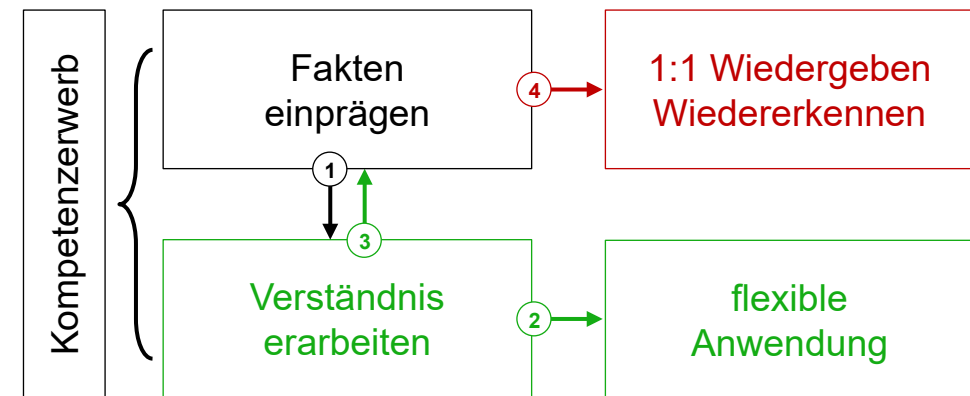 Kompetenzerwerb
Fakten
einprägen
4
1:1 Wiedergeben
Wiedererkennen
1
3
Verständnis
erarbeiten
2
flexible
Anwendung